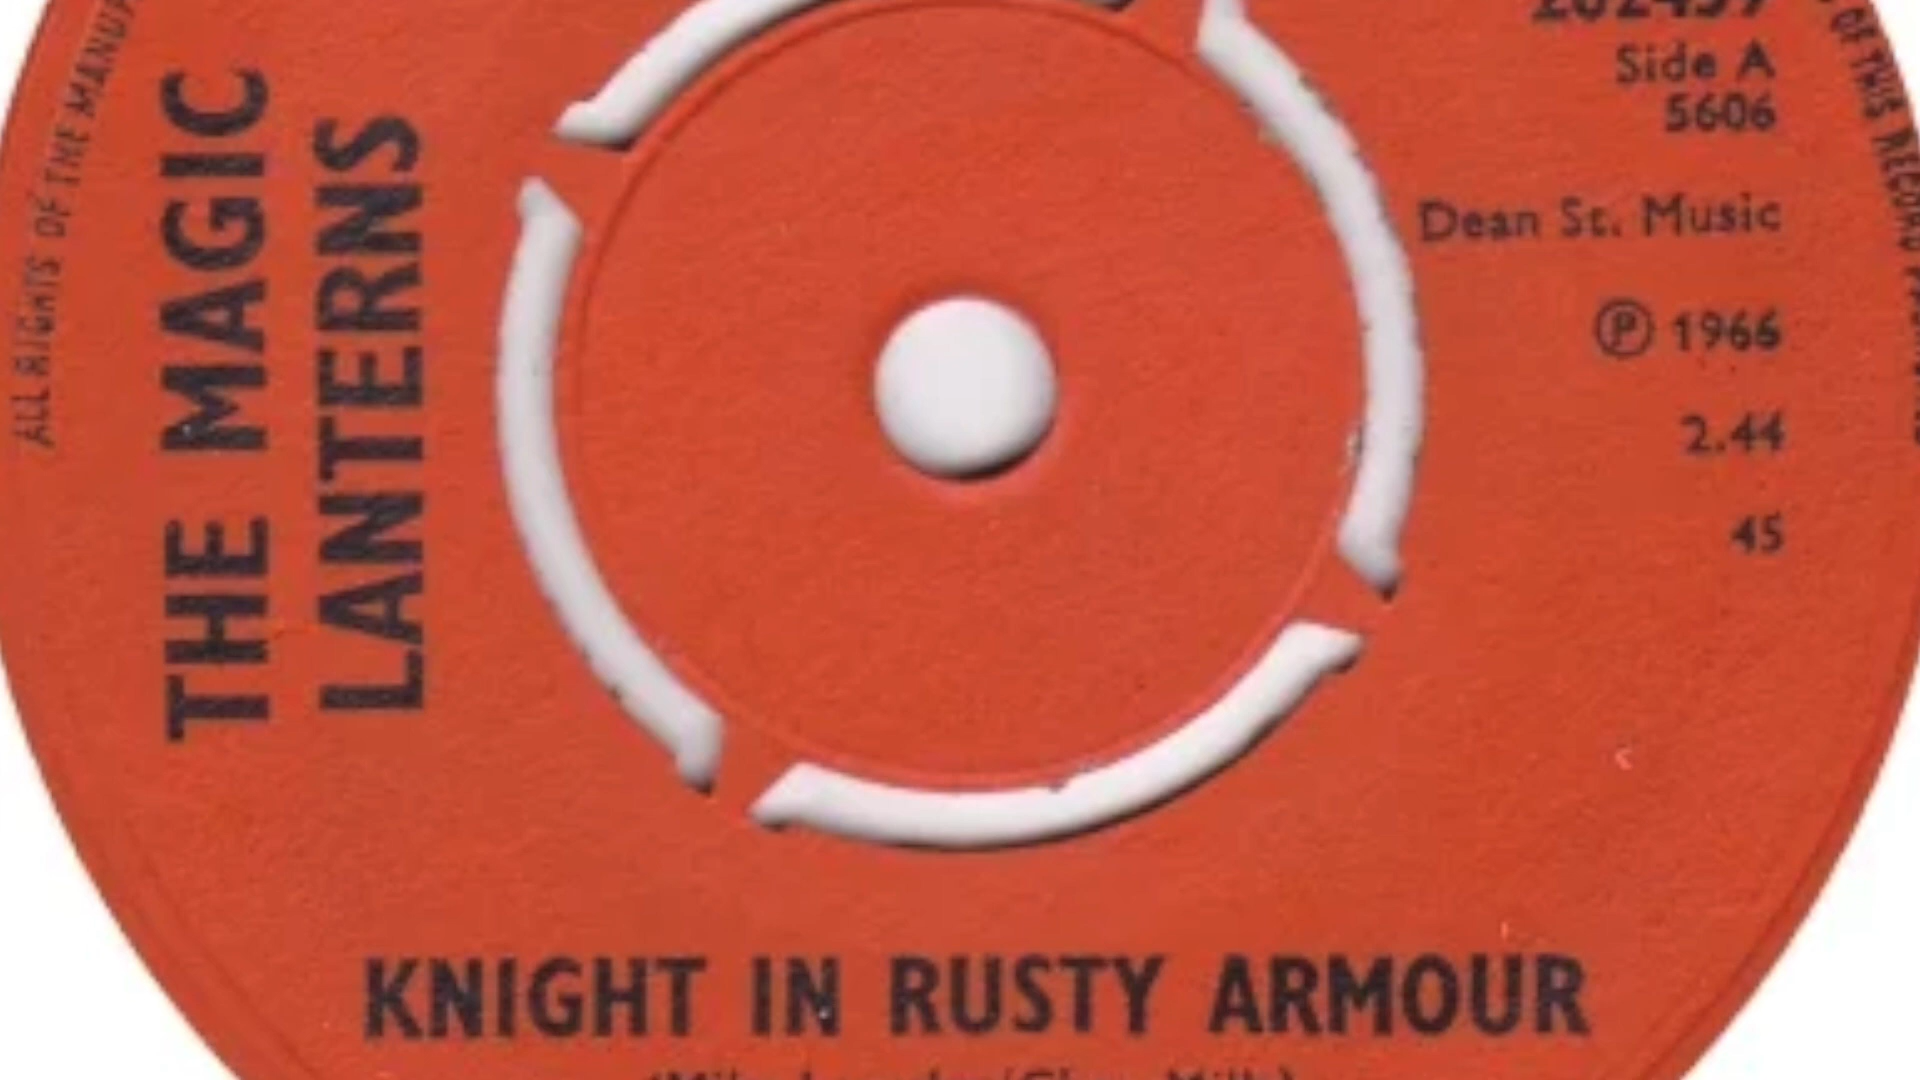 202459
Side A
5606
Dean St. Music
Ⓟ 1966
2.44
45
THE MAGIC
LANTERNS
KNIGHT IN RUSTY ARMOUR
ALL RIGHTS OF THE
OF THIS RECORD